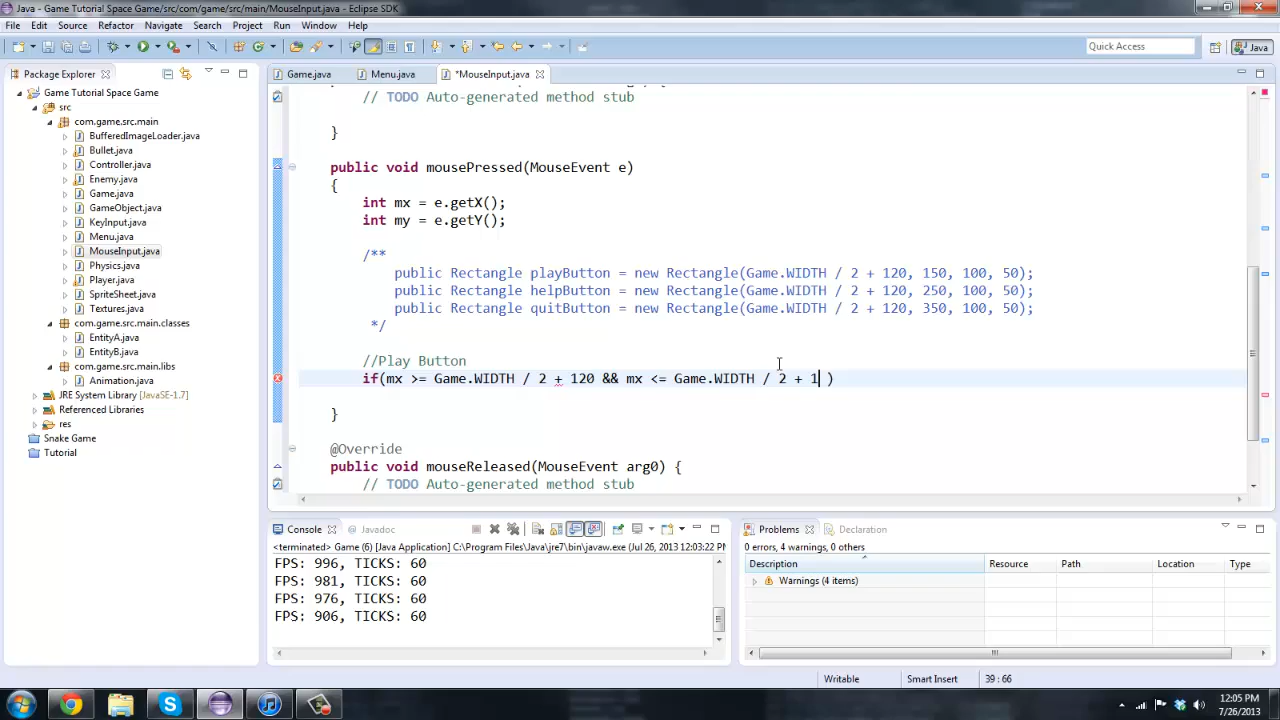 Java - Game Tutorial Space Game/src/com/game/src/main/MouseInput.java - Eclipse SDK
File Edit Source Refactor Navigate Search Project Run Window Help
Quick Access
Java
Package Explorer
Game.java
Menu.java
*MouseInput.java
Game Tutorial Space Game
src
com.game.src.main
BufferedImageLoader.java
Bullet.java
Controller.java
Enemy.java
Game.java
GameObject.java
KeyInput.java
Menu.java
MouseInput.java
Physics.java
Player.java
SpriteSheet.java
Textures.java
com.game.src.main.classes
EntityA.java
EntityB.java
com.game.src.main.libs
Animation.java
JRE System Library [JavaSE-1.7]
Referenced Libraries
res
Snake Game
Tutorial
// TODO Auto-generated method stub
}
public void mousePressed(MouseEvent e)
{
int mx = e.getX();
int my = e.getY();
/**
public Rectangle playButton = new Rectangle(Game.WIDTH / 2 + 120, 150, 100, 50);
public Rectangle helpButton = new Rectangle(Game.WIDTH / 2 + 120, 250, 100, 50);
public Rectangle quitButton = new Rectangle(Game.WIDTH / 2 + 120, 350, 100, 50);
*/
//Play Button
if(mx >= Game.WIDTH / 2 + 120 && mx <= Game.WIDTH / 2 + 1 )
}
@Override
public void mouseReleased(MouseEvent arg0) {
// TODO Auto-generated method stub
Console
Javadoc
<terminated> Game (6) [Java Application] C:\Program Files\Java\jre7\bin\javaw.exe (Jul 26, 2013 12:03:22 PM
FPS: 996, TICKS: 60
FPS: 981, TICKS: 60
FPS: 976, TICKS: 60
FPS: 906, TICKS: 60
Problems
Declaration
0 errors, 4 warnings, 0 others
Description Resource Path Location Type
Warnings (4 items)
Writable Smart Insert 39 : 66
12:05 PM
7/26/2013